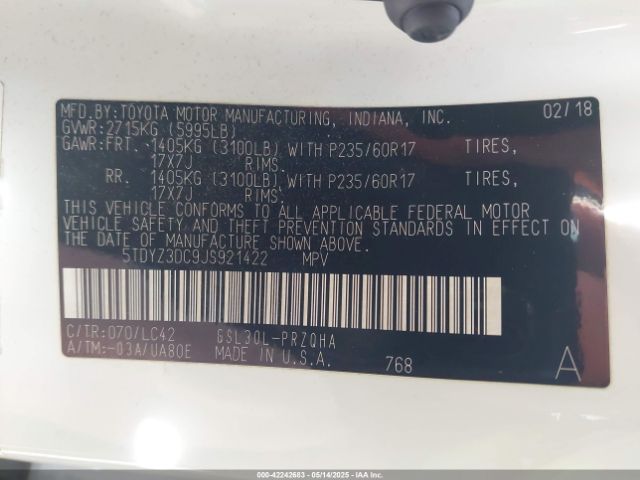 MFD.BY:TOYOTA MOTOR MANUFACTURING, INDIANA, INC. 02/18
GVWR:2715KG (5995LB)
GAWR:FRT. 1405KG (3100LB) WITH P235/60R17 TIRES,
17X7J RIMS.
RR. 1405KG (3100LB) WITH P235/60R17 TIRES,
17X7J RIMS.
THIS VEHICLE CONFORMS TO ALL APPLICABLE FEDERAL MOTOR
VEHICLE SAFETY AND THEFT PREVENTION STANDARDS IN EFFECT ON
THE DATE OF MANUFACTURE SHOWN ABOVE.
5TDYZ3DC9JS921422 MPV
C/TR:070/LC42 GSL30L-PRZQHA
A/TM:-03A/UA80E MADE IN U.S.A. 768 A
000-42242683 | 05/14/2025 | IAAI.COM